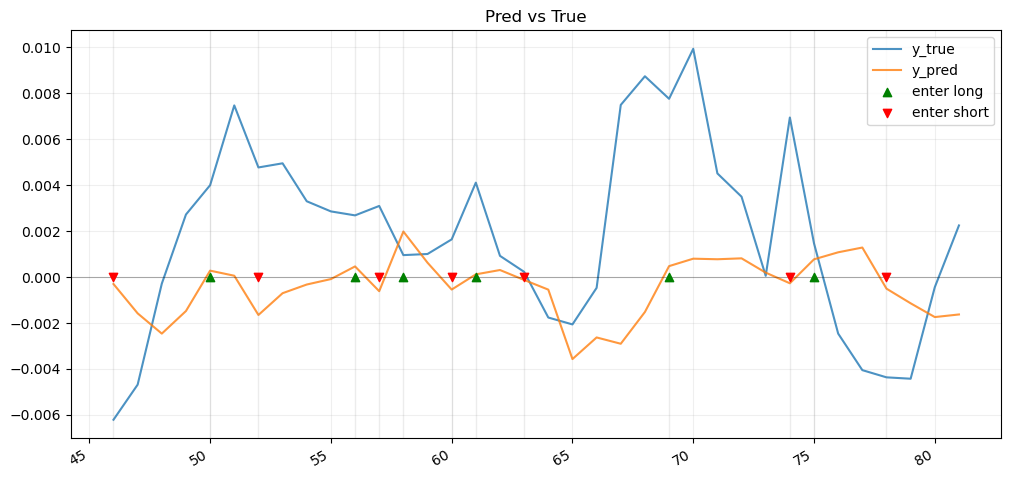 Pred vs True
y_true
y_pred
enter long
enter short
0.010
0.008
0.006
0.004
0.002
0.000
−0.002
−0.004
−0.006
45 50 55 60 65 70 75 80